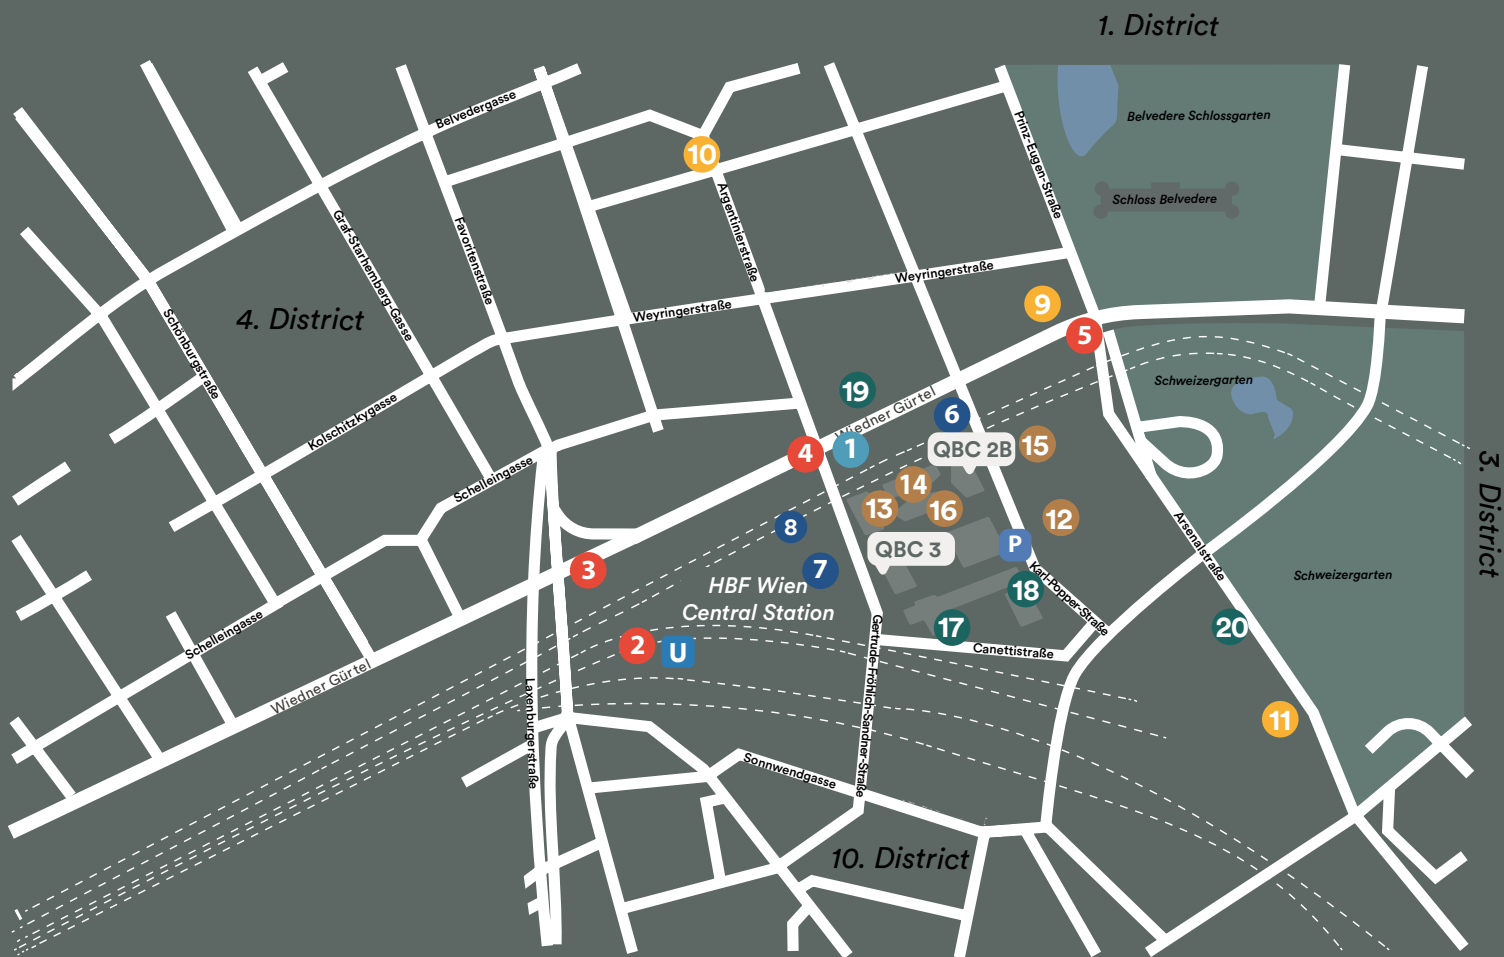 1. District
Belvedergasse
Belvedere Schlossgarten
Prinz-Eugen-Straße
10
Schloss Belvedere
Argentinierstraße
Graf-Starhemberg-Gasse
Favoritenstraße
Weyringerstraße
Weyringerstraße
9
4. District
Schönburgstraße
5
Schweizergarten
19
Wiedner Gürtel
6
Kolschitzkygasse
4
1
QBC 2B
15
3. District
Schelleingasse
14
13
16
12
8
Arsenalstraße
QBC 3
P
3
7
HBF Wien
Central Station
Karl-Popper-Straße
18
Schweizergarten
Schelleingasse
17
20
Gertrude-Fröhlich-Sandner-Straße
2
U
Canettistraße
Wiedner Gürtel
Laxenburgerstraße
11
Sonnwendgasse
10. District